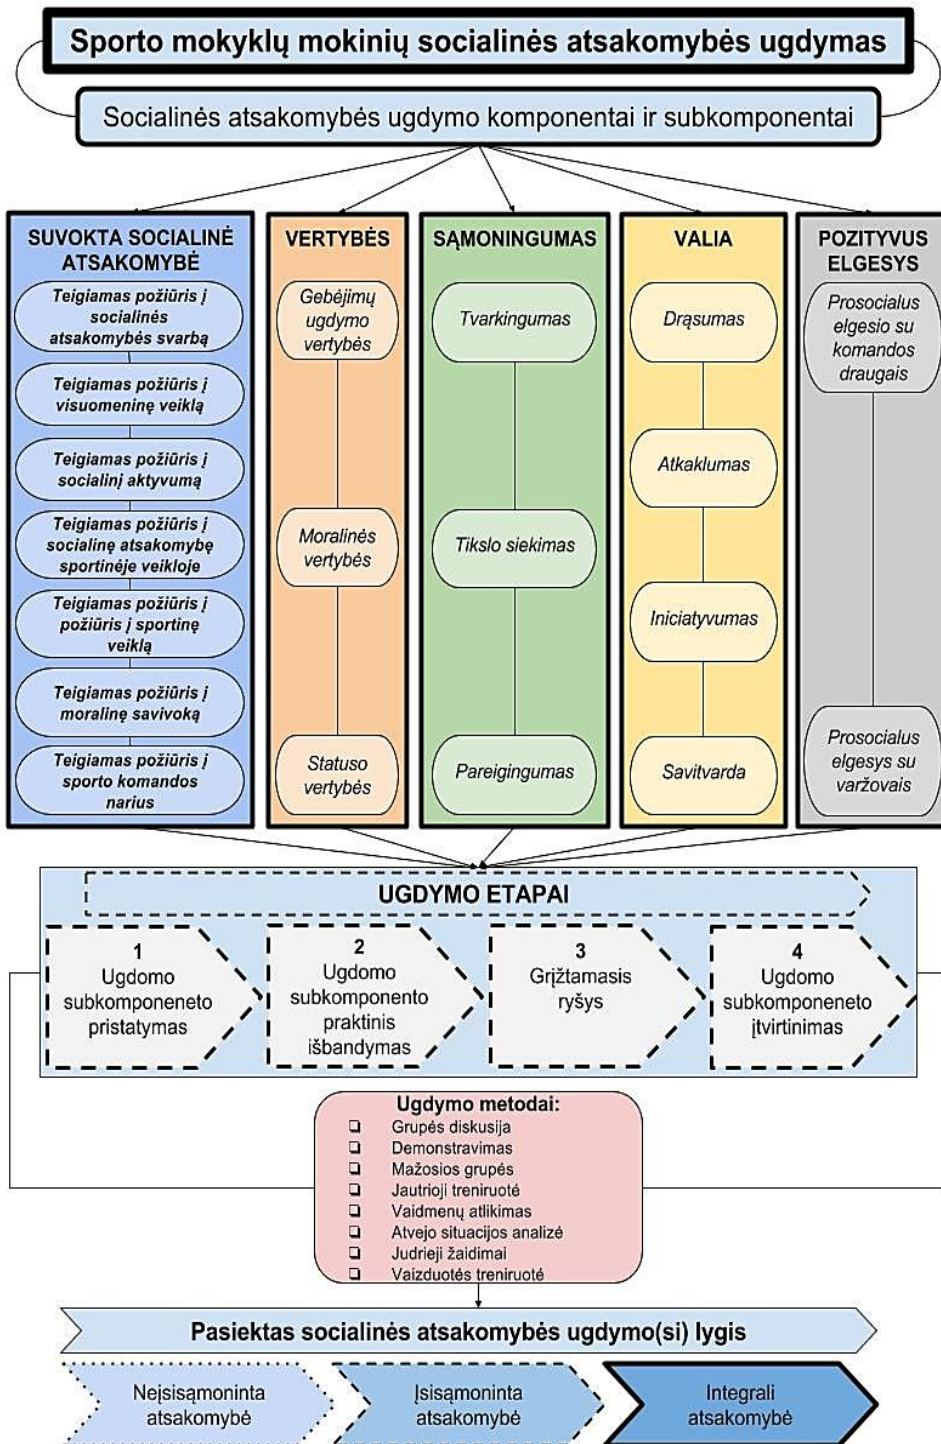 Sporto mokyklų mokinių socialinės atsakomybės ugdymas
Socialinės atsakomybės ugdymo komponentai ir subkomponentai
SUVOKTA SOCIALINĖ
ATSAKOMYBĖ
Teigiamas požiūris į
socialinės
atsakomybės svarbą
Teigiamas požiūris į
visuomeninę veiklą
Teigiamas požiūris į
socialinį aktyvumą
Teigiamas požiūris į
socialinę atsakomybę
sportinėje veikloje
Teigiamas požiūris į
požiūris į sportinę
veiklą
Teigiamas požiūris į
moralinę savivoką
Teigiamas požiūris į
sporto komandos
narius
VERTYBĖS
Gebėjimų
ugdymo
vertybės
Moralinės
vertybės
Statuso
vertybės
SĄMONINGUMAS
Tvarkingumas
Tikslo siekimas
Pareigingumas
VALIA
Drąsumas
Atkaklumas
Iniciatyvumas
Savitvarda
POZITYVUS
ELGESYS
Prosocialus
elgesio su
komandos
draugais
Prosocialus
elgesys su
varžovais
UGDYMO ETAPAI
1
Ugdomo
subkomponeneto
pristatymas
2
Ugdomo
subkomponento
praktinis
išbandymas
3
Grįžtamasis
ryšys
4
Ugdomo
subkomponeneto
įtvirtinimas
Ugdymo metodai:
❑ Grupės diskusija
❑ Demonstravimas
❑ Mažosios grupės
❑ Jautrioji treniruotė
❑ Vaidmenų atlikimas
❑ Atvejo situacijos analizė
❑ Judrieji žaidimai
❑ Vaizduotės treniruotė
Pasiektas socialinės atsakomybės ugdymo(si) lygis
Neįsisąmoninta
atsakomybė
Įsisąmoninta
atsakomybė
Integrali
atsakomybė